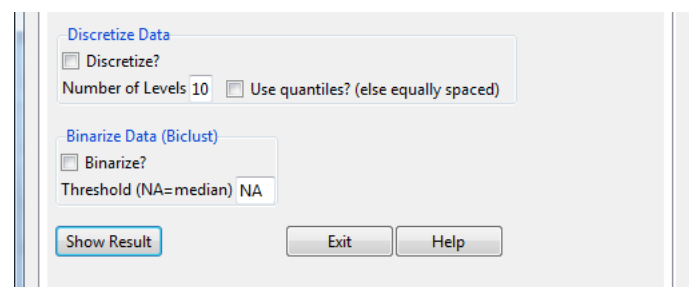 Discretize Data
Discretize?
Number of Levels 10 Use quantiles? (else equally spaced)
Binarize Data (Biclust)
Binarize?
Threshold (NA=median) NA
Show Result Exit Help